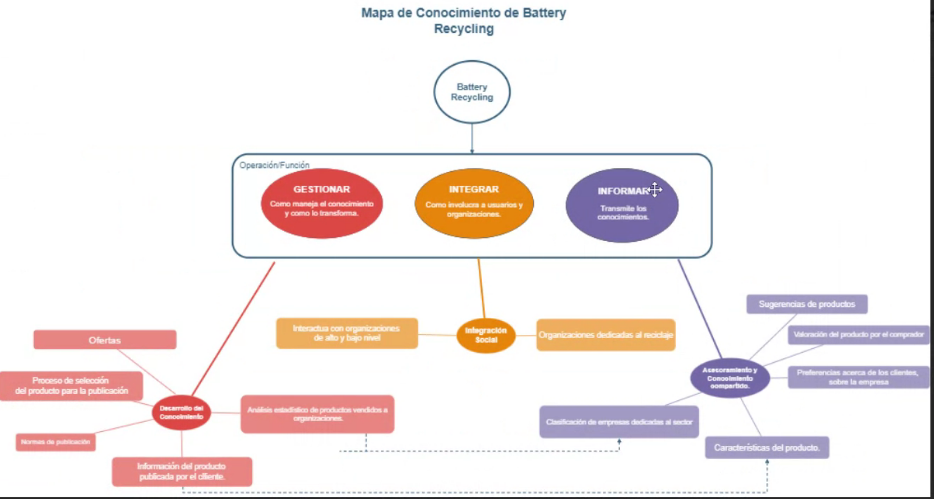 Mapa de Conocimiento de Battery
Recycling
Battery
Recycling
Operación/Función
GESTIONAR
Como maneja el conocimiento
y como lo transforma.
INTEGRAR
Como involucra a usuarios y
organizaciones.
INFORMAR
Transmite los
conocimientos.
Ofertas
Proceso de selección
del producto para la publicación
Normas de publicación
Desarrollo del
Conocimiento
Información del producto
publicada por el cliente.
Análisis estadístico de productos vendidos a
organizaciones.
Interactua con organizaciones
de alto y bajo nivel
Integración
Social
Organizaciones dedicadas al reciclaje
Sugerencias de productos
Valoración del producto por el comprador
Preferencias acerca de los clientes,
sobre la empresa
Asesoramiento y
Conocimiento
compartido.
Clasificación de empresas dedicadas al sector
Características del producto.